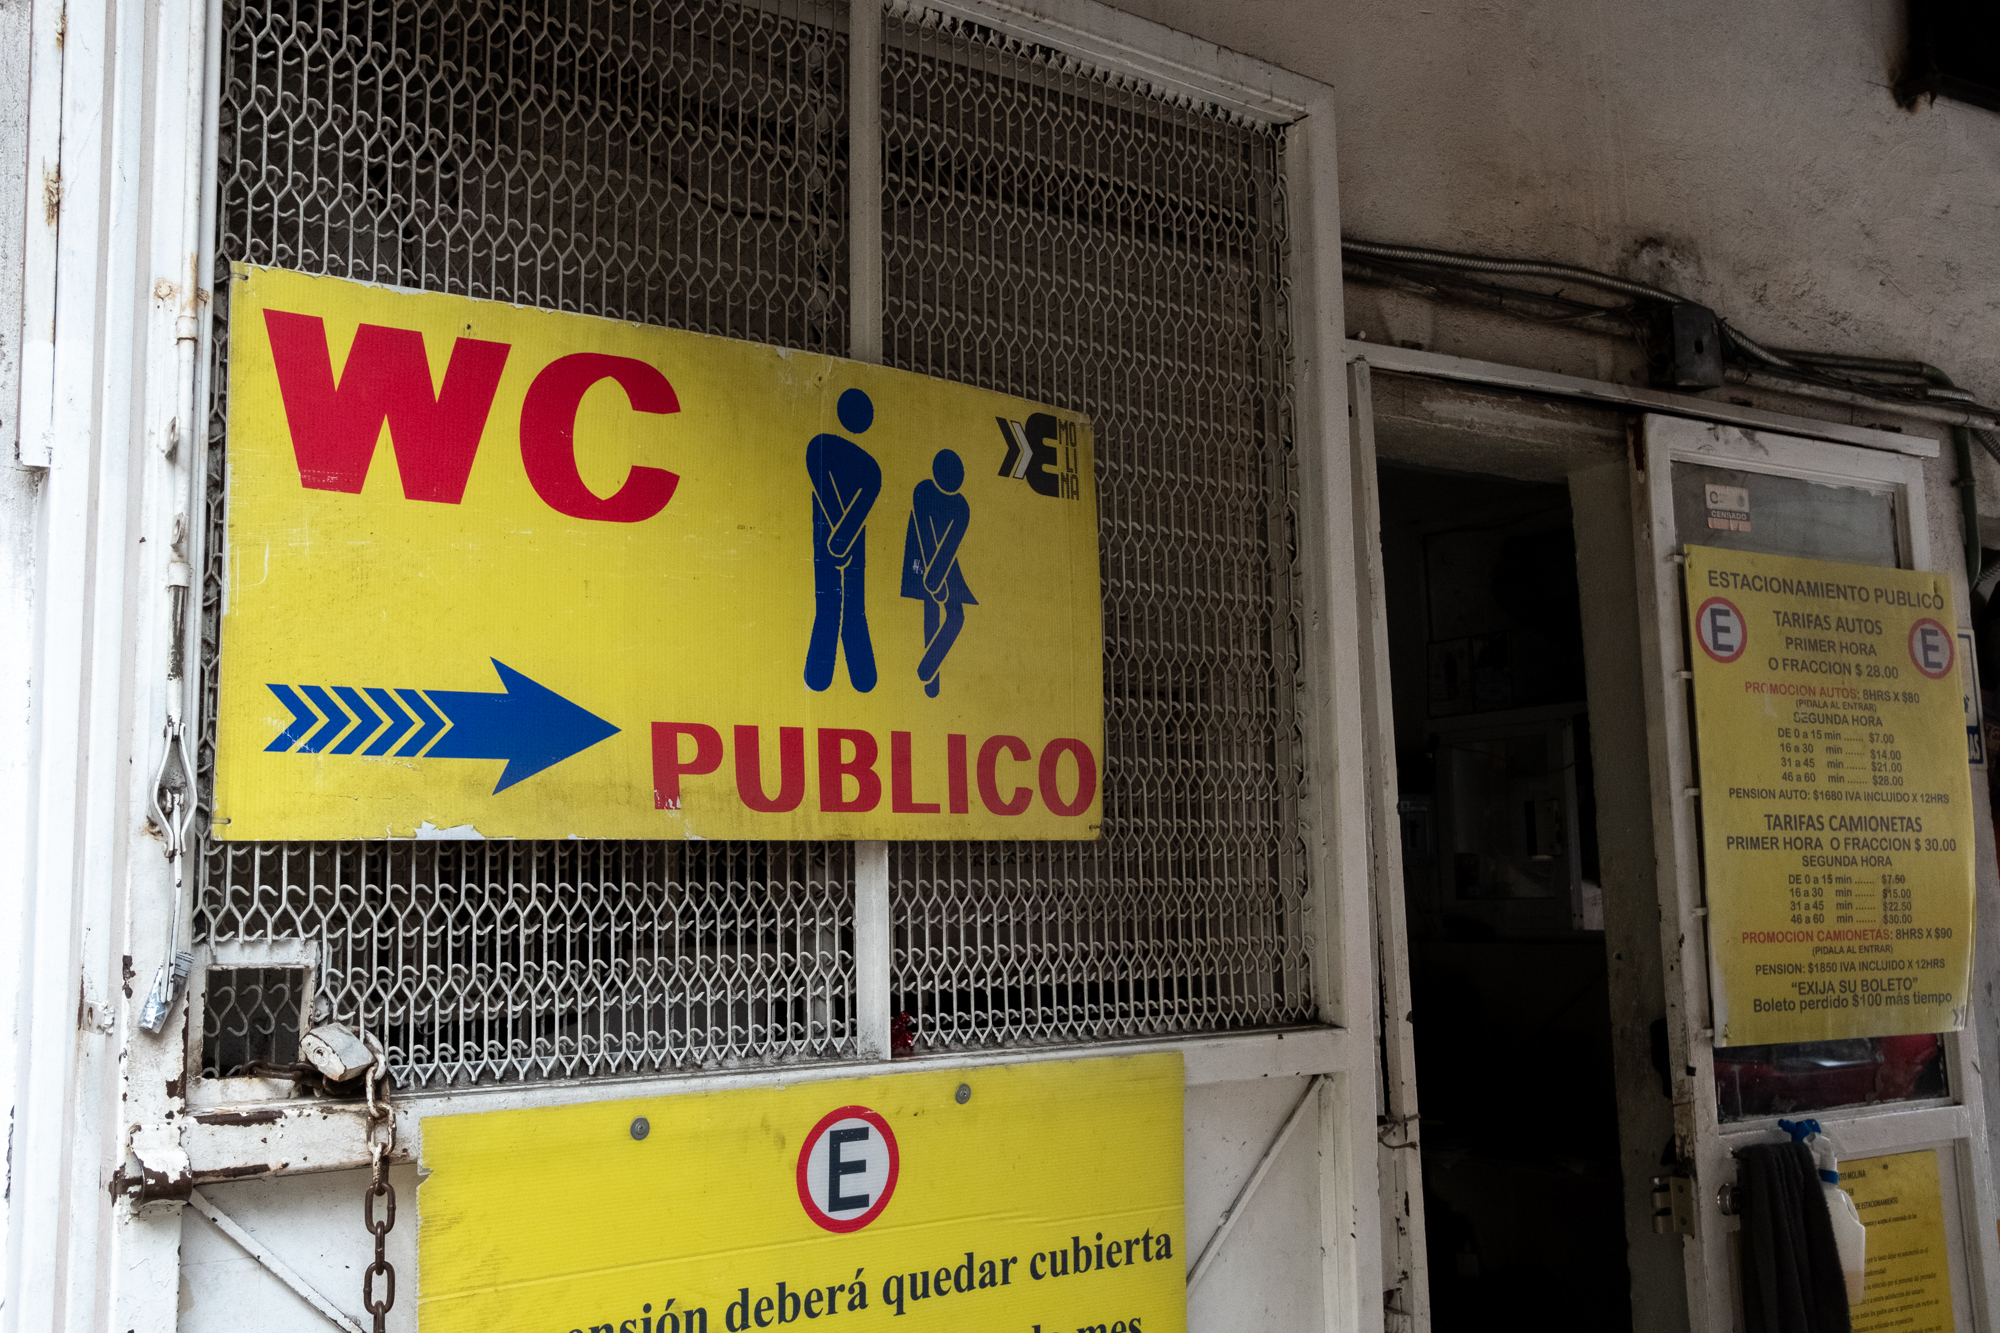 WC
E
MOLINA
PUBLICO
E
pensión deberá quedar cubierta
mes
CENSADO
ESTACIONAMIENTO PUBLICO
E
E
TARIFAS AUTOS
PRIMER HORA
O FRACCION $ 28.00
PROMOCION AUTOS: 8HRS X $80
(PIDALA AL ENTRAR)
SEGUNDA HORA
DE 0 a 15 min ....... $7.00
16 a 30 min ....... $14.00
31 a 45 min ....... $21.00
46 a 60 min ....... $28.00
PENSION AUTO: $1680 IVA INCLUIDO X 12HRS
TARIFAS CAMIONETAS
PRIMER HORA O FRACCION $ 30.00
SEGUNDA HORA
DE 0 a 15 min ....... $7.50
16 a 30 min ....... $15.00
31 a 45 min ....... $22.50
46 a 60 min ....... $30.00
PROMOCION CAMIONETAS: 8HRS X $90
(PIDALA AL ENTRAR)
PENSION: $1850 IVA INCLUIDO X 12HRS
"EXIJA SU BOLETO"
Boleto perdido $100 más tiempo
MOLINA
DE ESTACIONAMIENTO